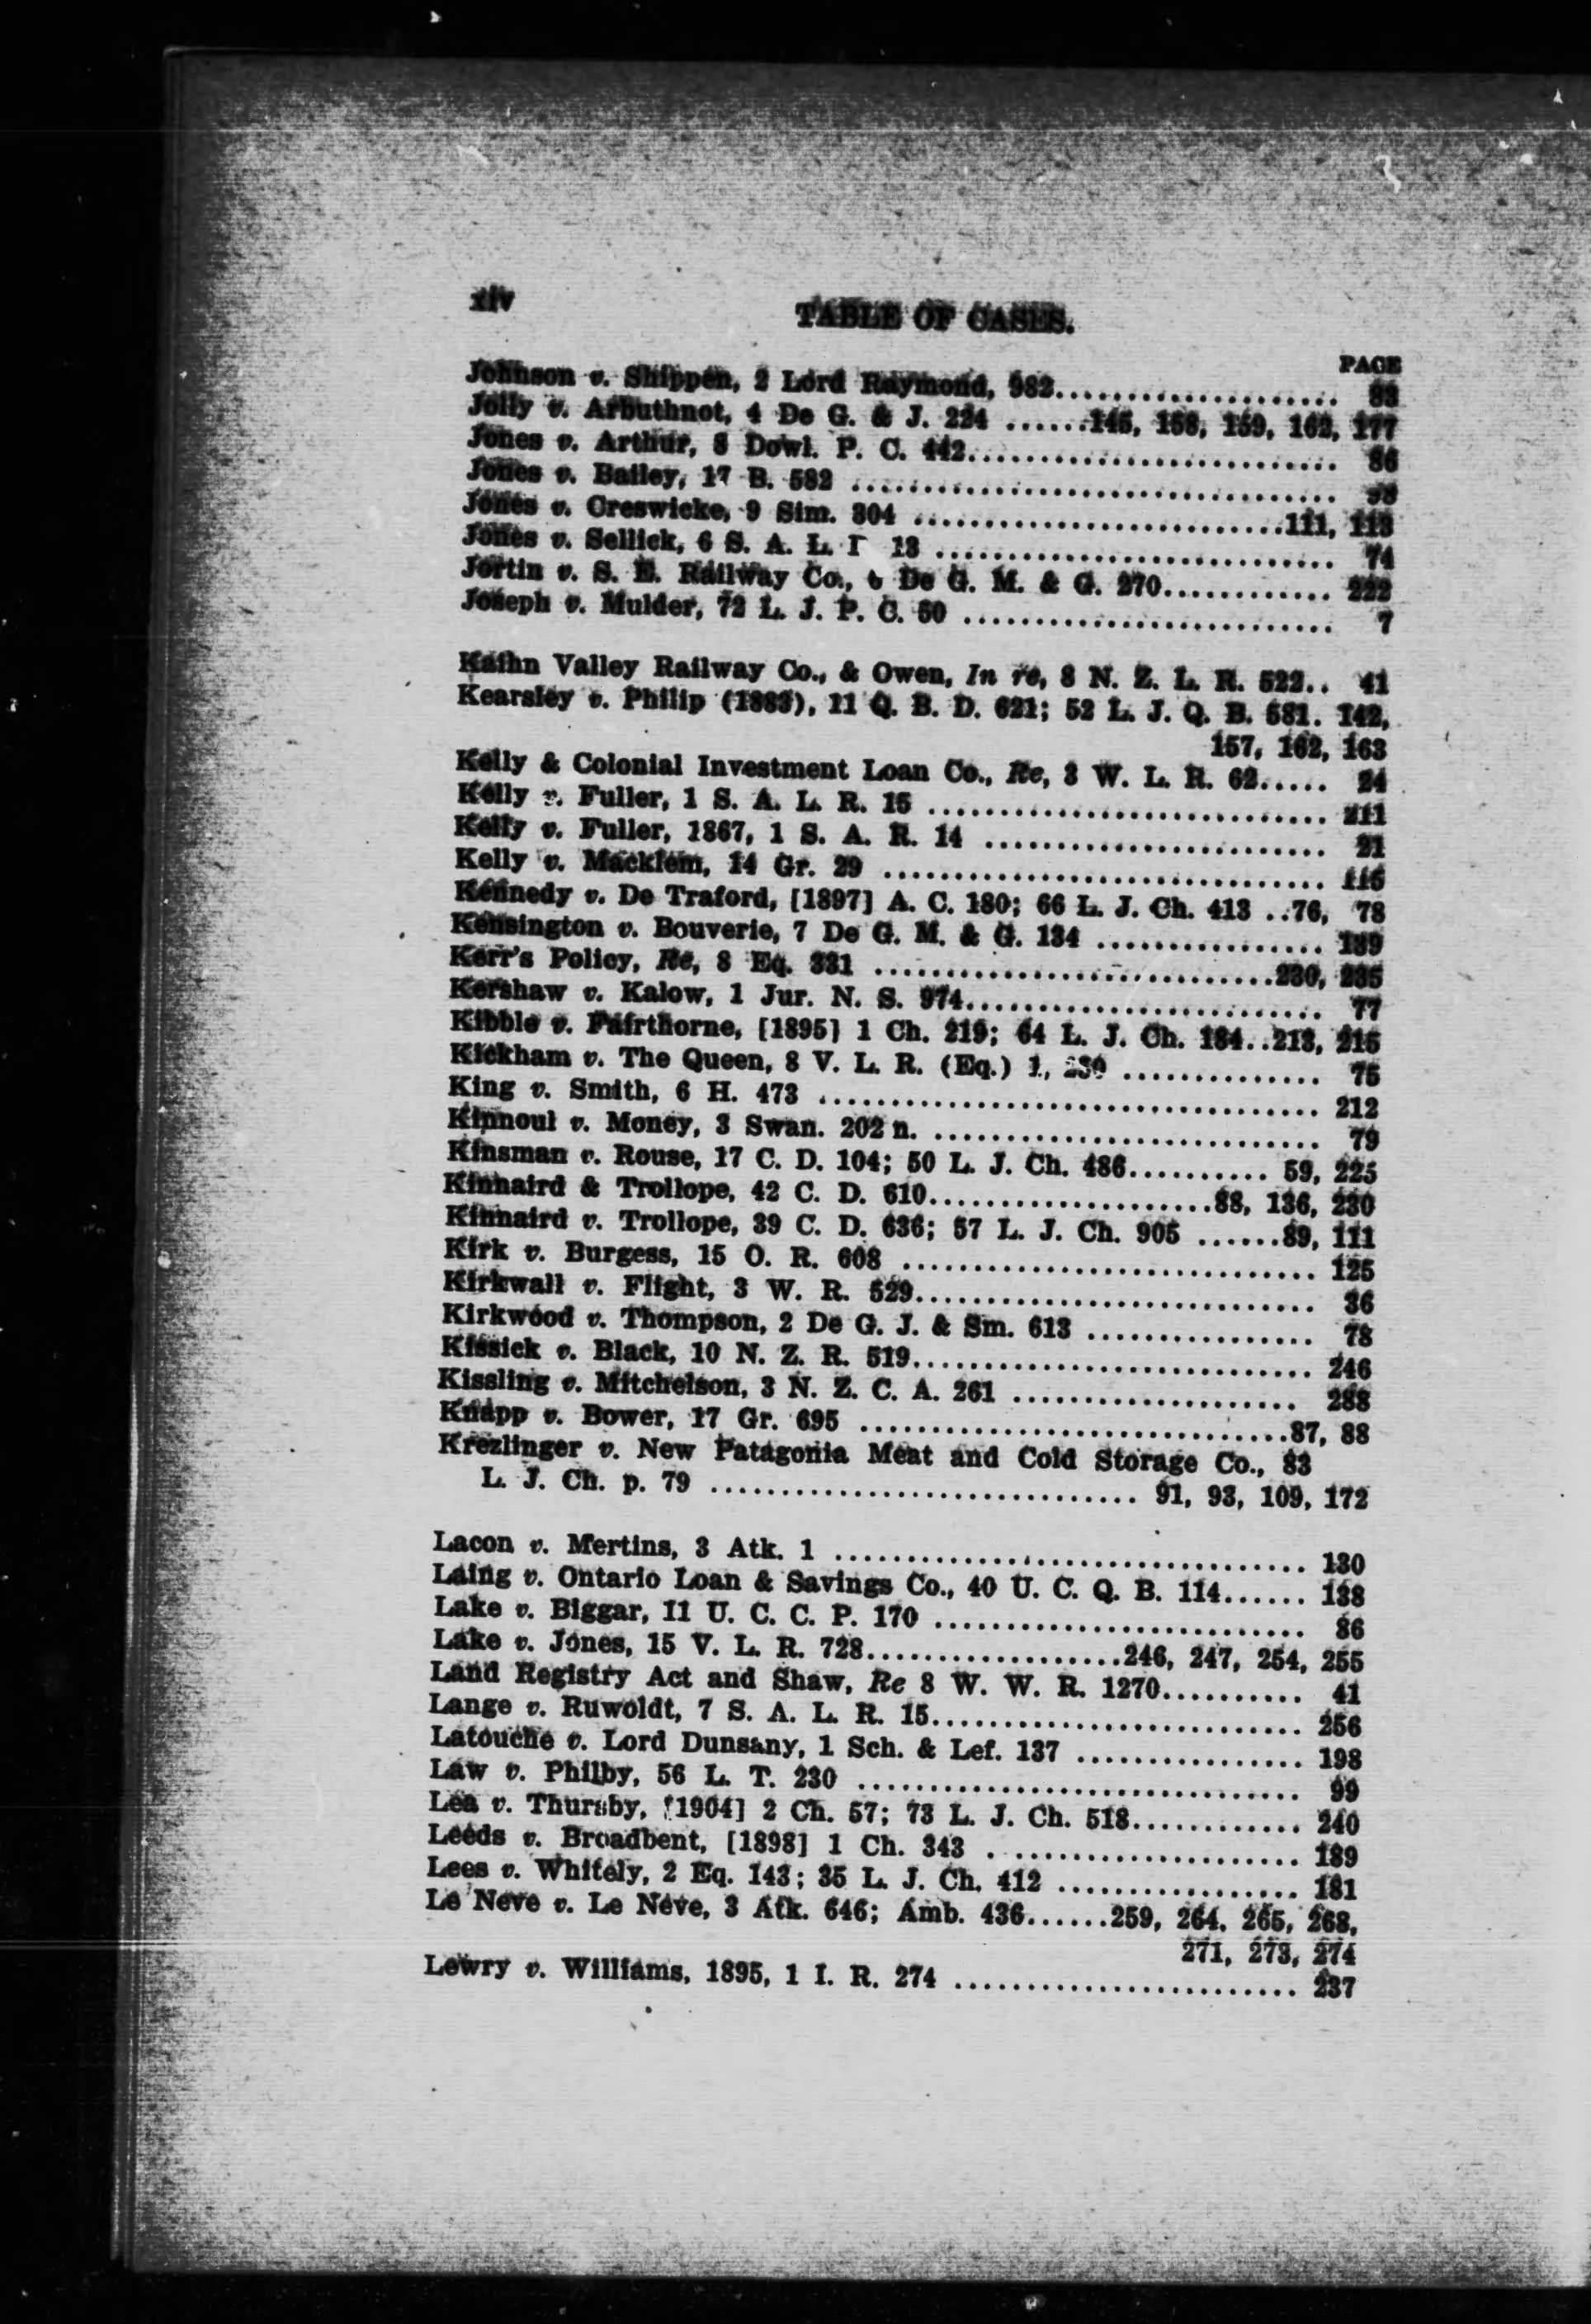 xiv
TABLE OF CASES.
PAGE
Johnson v. Shippen, 2 Lord Raymond, 982..................... 93
Jolly v. Arbuthnot, 4 De G. & J. 224 ......145, 158, 159, 162, 177
Jones v. Arthur, 8 Dowl. P. C. 442........................... 86
Jones v. Bailey, 17 B. 582 ..................................
Jones v. Creswicke, 9 Sim. 304 ...........................111, 113
Jones v. Sellick, 6 S. A. L. 13 ............................. 74
Jortin v. S. E. Railway Co., De G. M. & G. 270............ 222
Joseph v. Mulder, 72 L. J. P. C. 50 .......................... 7
Valley Railway Co., & Owen, In re, 8 N. Z. L. R. 522.. 41
Kearsley v. Philip (1883), 11 Q. B. D. 621; 52 L. J. Q. B. 581. 142,
157, 162, 163
Kelly & Colonial Investment Loan Co., Re, 3 W. L. R. 62...... 24
Kelly v. Fuller, 1 S. A. L. R. 15 ............................ 211
Kelly v. Fuller, 1867, 1 S. A. R. 14 ........................ 21
Kelly v. Macklem, 14 Gr. 29 ............................... 116
Kennedy v. De Traford, [1897] A. C. 180; 66 L. J. Ch. 413 ..76, 78
Kensington v. Bouverie, 7 De G. M. & G. 134 ................ 139
Kerr's Policy, Re, 8 Eq. 331 ............................230, 235
Kershaw v. Kalow, 1 Jur. N. S. 974......................... 77
Kibble v. Fairthorne, [1895] 1 Ch. 219; 64 L. J. Ch. 184..213, 215
Kickham v. The Queen, 8 V. L. R. (Eq.) 1, 230 .............. 75
King v. Smith, 6 H. 473 ................................... 212
Kinnoul v. Money, 3 Swan. 202 n. ........................... 79
Kinsman v. Rouse, 17 C. D. 104; 50 L. J. Ch. 486.......... 59, 225
Kinnaird & Trollope, 42 C. D. 610....................88, 136, 230
Kinnaird v. Trollope, 39 C. D. 636; 57 L. J. Ch. 905 ......89, 111
Kirk v. Burgess, 15 O. R. 608 ............................. 125
Kirkwall v. Flight, 3 W. R. 529............................ 36
Kirkwood v. Thompson, 2 De G. J. & Sm. 613 ................ 78
Kissick v. Black, 10 N. Z. R. 519............................ 246
Kissling v. Mitchelson, 3 N. Z. C. A. 261 .................... 288
Knapp v. Bower, 17 Gr. 695 ..............................87, 88
Krezlinger v. New Patagonia Meat and Cold Storage Co., 83
L. J. Ch. p. 79 .............................. 91, 93, 109, 172
Lacon v. Mertins, 3 Atk. 1 ................................. 130
Laing v. Ontario Loan & Savings Co., 40 U. C. Q. B. 114...... 138
Lake v. Biggar, 11 U. C. C. P. 170 .......................... 86
Lake v. Jones, 15 V. L. R. 728..................246, 247, 254, 255
Land Registry Act and Shaw, Re 8 W. W. R. 1270.......... 41
Lange v. Ruwoldt, 7 S. A. L. R. 15.......................... 256
Latouche v. Lord Dunsany, 1 Sch. & Lef. 137 ................ 198
Law v. Philby, 56 L. T. 230 ............................... 99
Lea v. Thursby, [1904] 2 Ch. 57; 73 L. J. Ch. 518............ 240
Leeds v. Broadbent, [1898] 1 Ch. 343 ...................... 189
Lees v. Whitely, 2 Eq. 143; 35 L. J. Ch. 412 ................. 181
Le Neve v. Le Neve, 3 Atk. 646; Amb. 436......259, 264, 265, 268,
271, 273, 274
Lewry v. Williams, 1895, 1 I. R. 274 ........................ 237